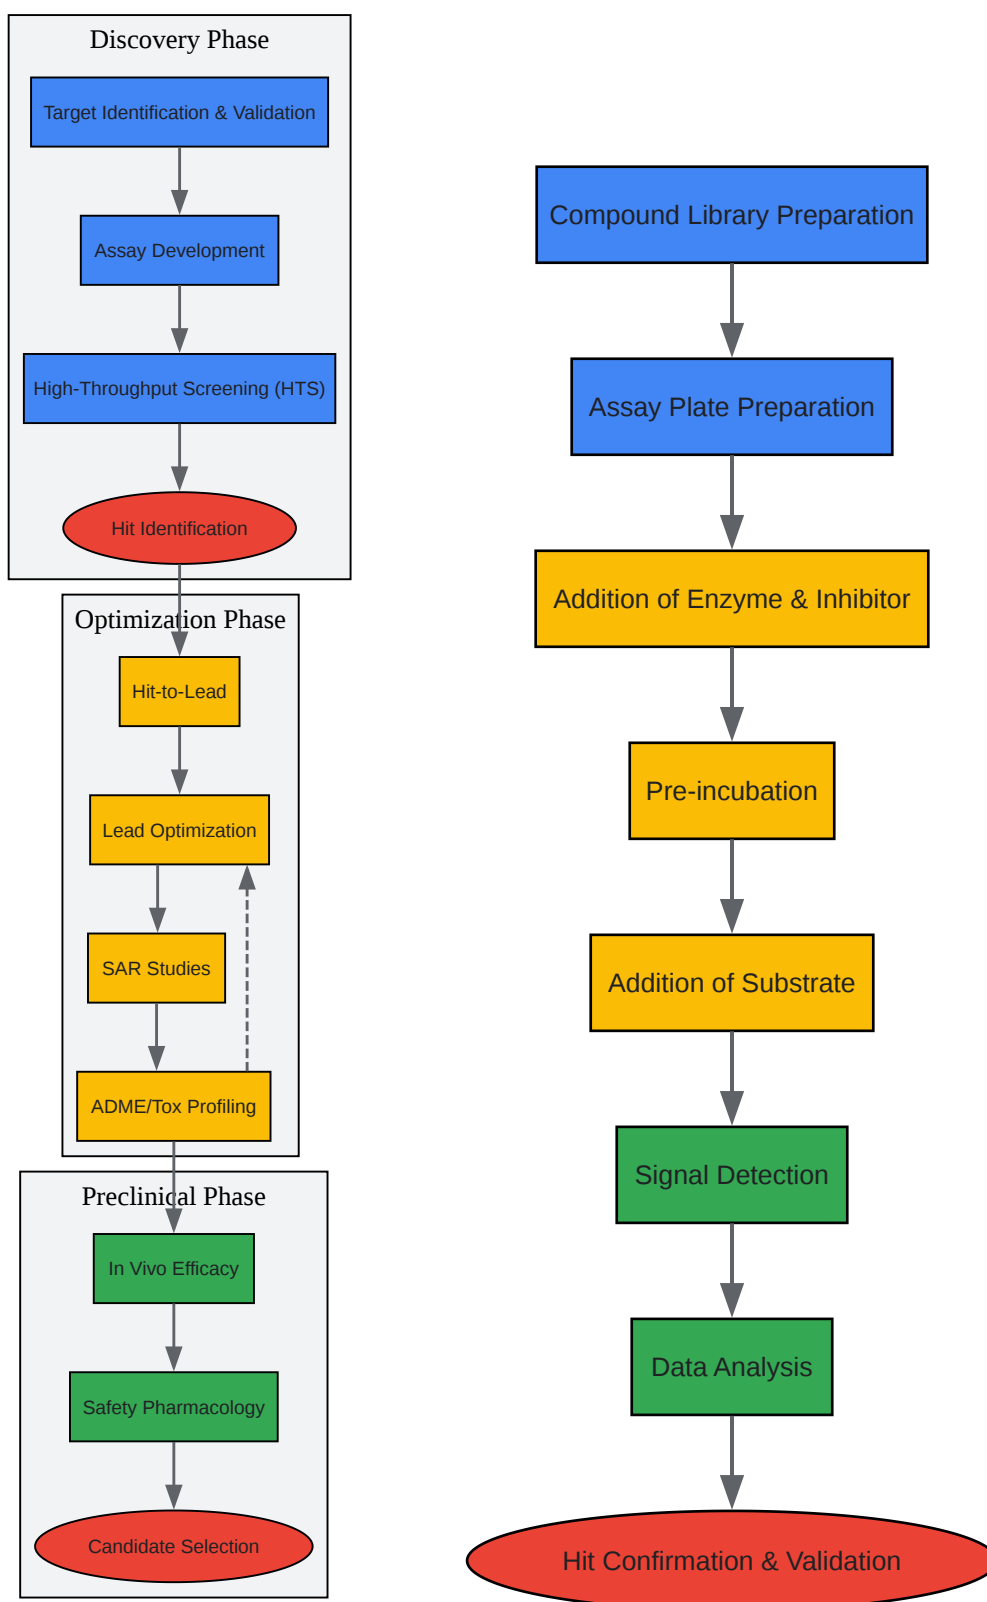 Discovery Phase
Target Identification & Validation
Assay Development
High-Throughput Screening (HTS)
Hit Identification
Optimization Phase
Hit-to-Lead
Lead Optimization
SAR Studies
ADME/Tox Profiling
Preclinical Phase
In Vivo Efficacy
Safety Pharmacology
Candidate Selection
Compound Library Preparation
Assay Plate Preparation
Addition of Enzyme & Inhibitor
Pre-incubation
Addition of Substrate
Signal Detection
Data Analysis
Hit Confirmation & Validation